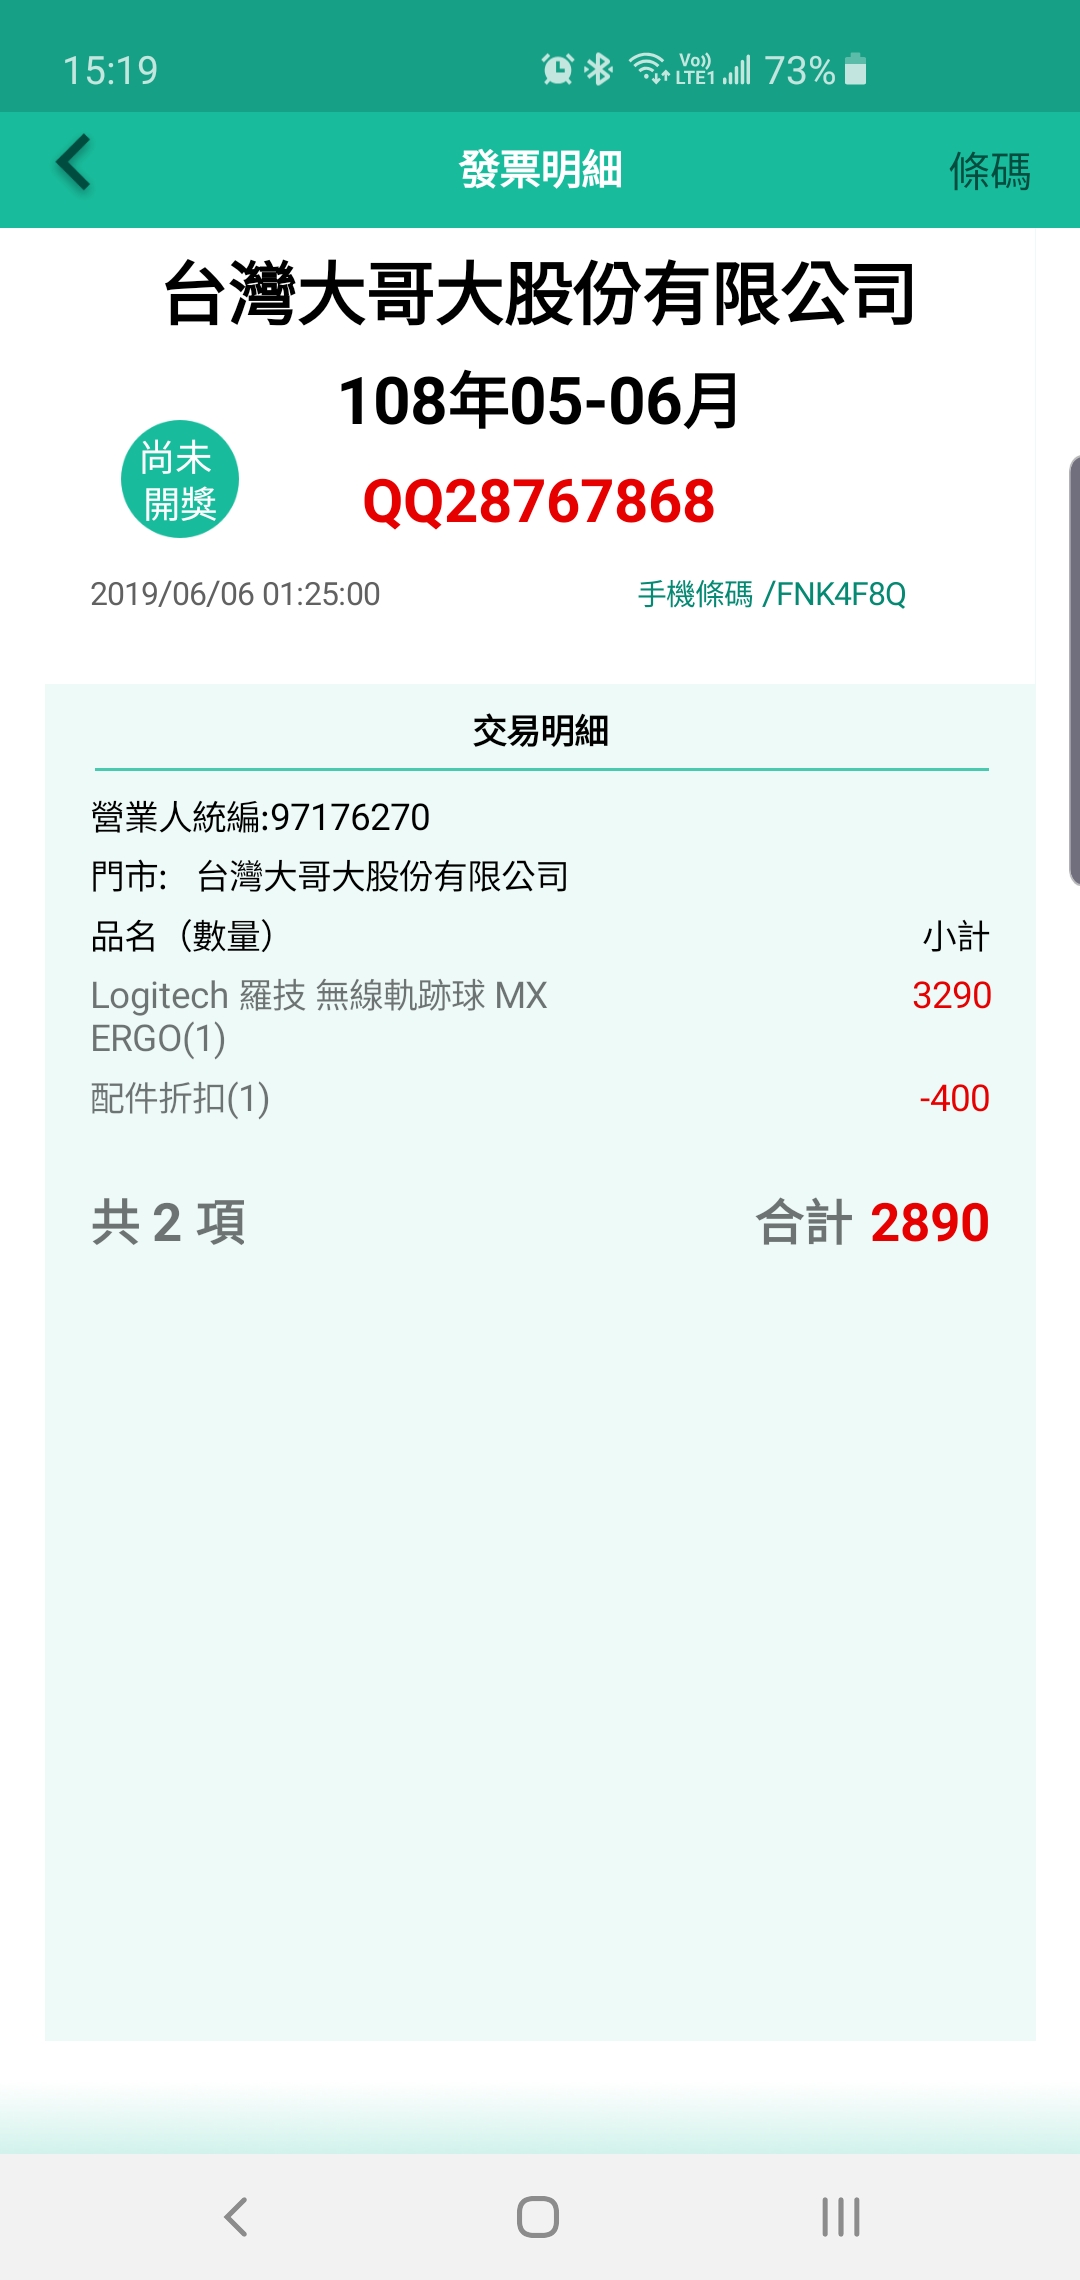 15:19
Vo)) LTE1 73%
發票明細
條碼
台灣大哥大股份有限公司
108年05-06月
尚未
開獎
QQ28767868
2019/06/06 01:25:00
手機條碼 /FNK4F8Q
交易明細
營業人統編:97176270
門市: 台灣大哥大股份有限公司
品名（數量） 小計
Logitech 羅技 無線軌跡球 MX 3290
ERGO(1)
配件折扣(1) -400
共 2 項 合計 2890